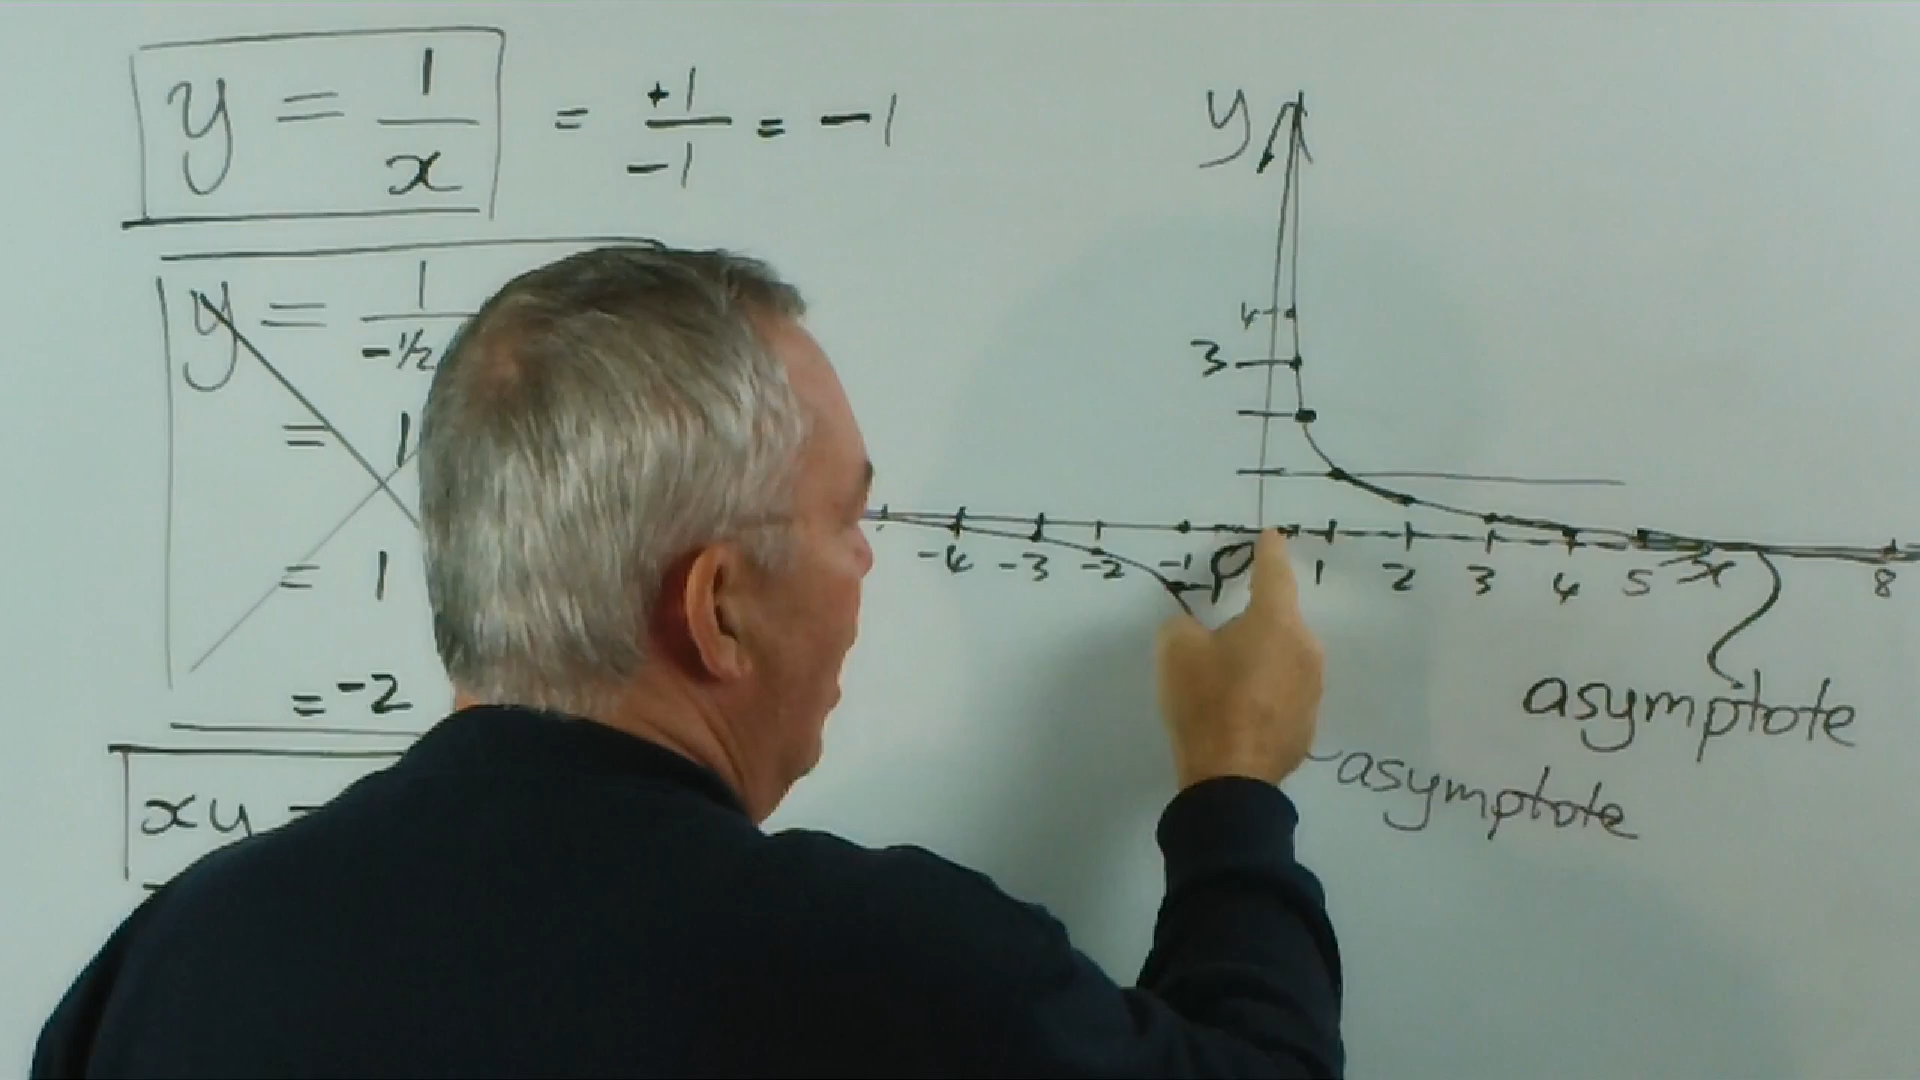 y = 1/x = +1/-1 = -1
y = 1/-1/2
= 1
= 1
= -2
xy =
y
4
3
-4 -3 -2 -1 O 1 2 3 4 5 x 8
asymptote
asymptote